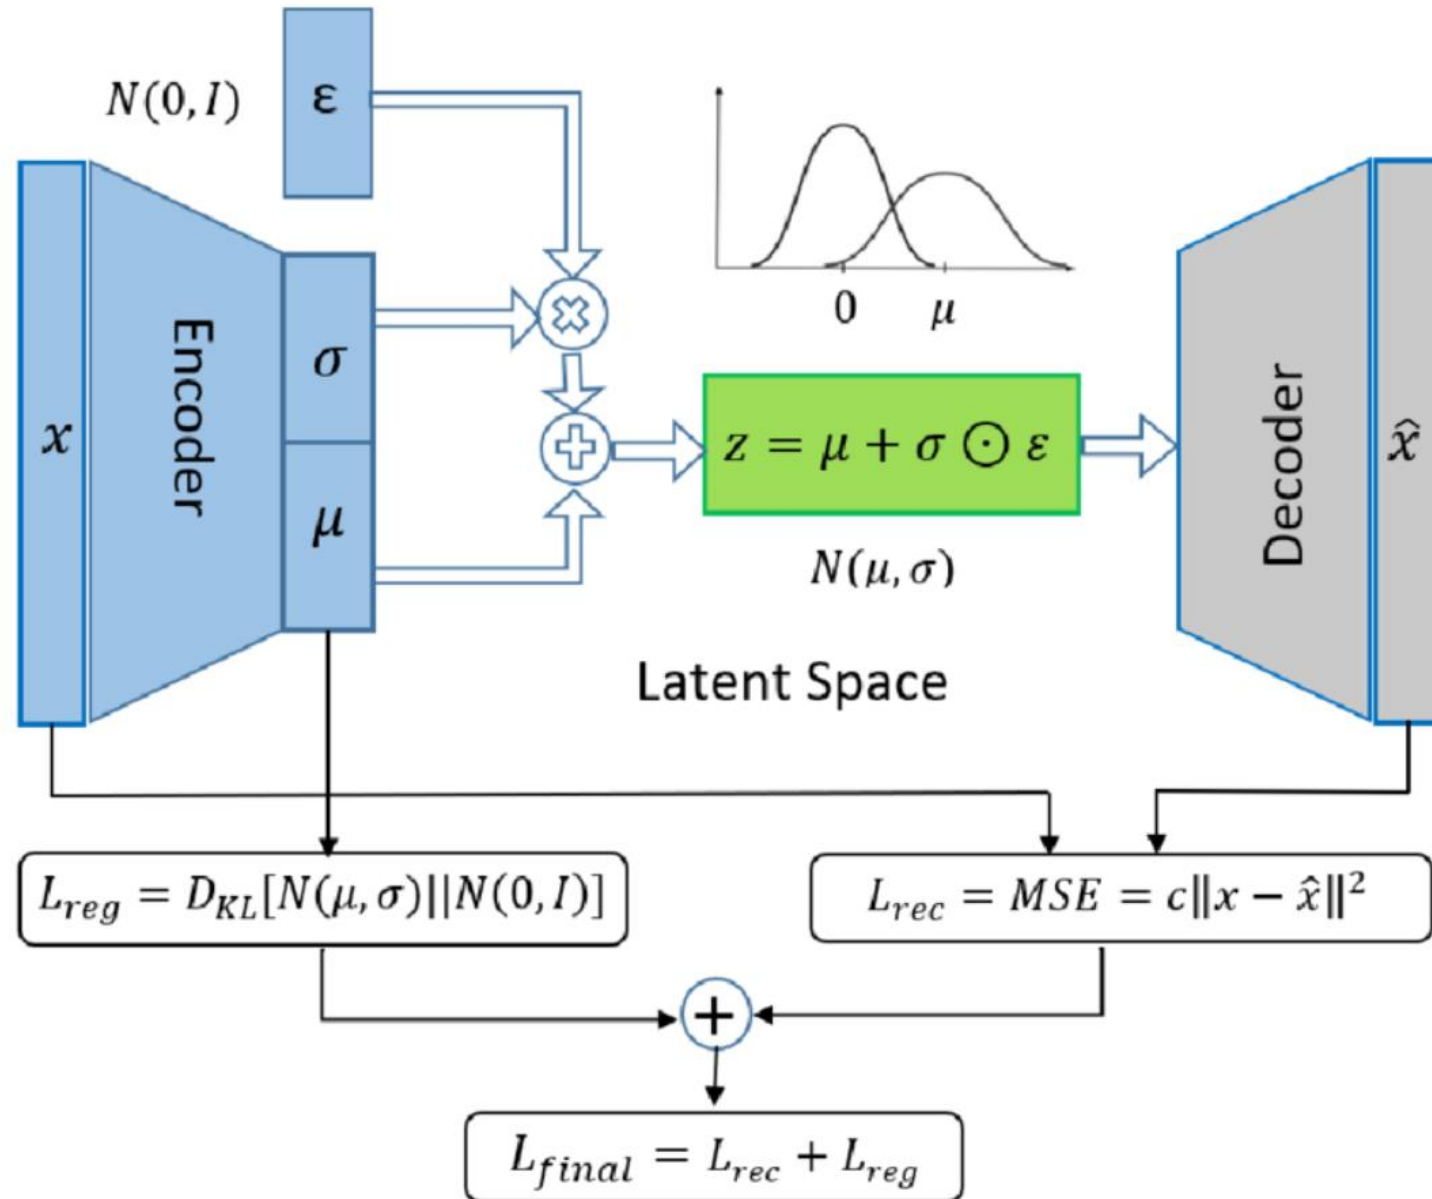 N(0, I)
ε
x
Encoder
σ
μ
0
μ
z = μ + σ ⊙ ε
N(μ, σ)
Latent Space
Decoder
x̂
L_reg = D_KL[N(μ, σ)||N(0, I)]
L_rec = MSE = c‖x − x̂‖²
+
L_final = L_rec + L_reg